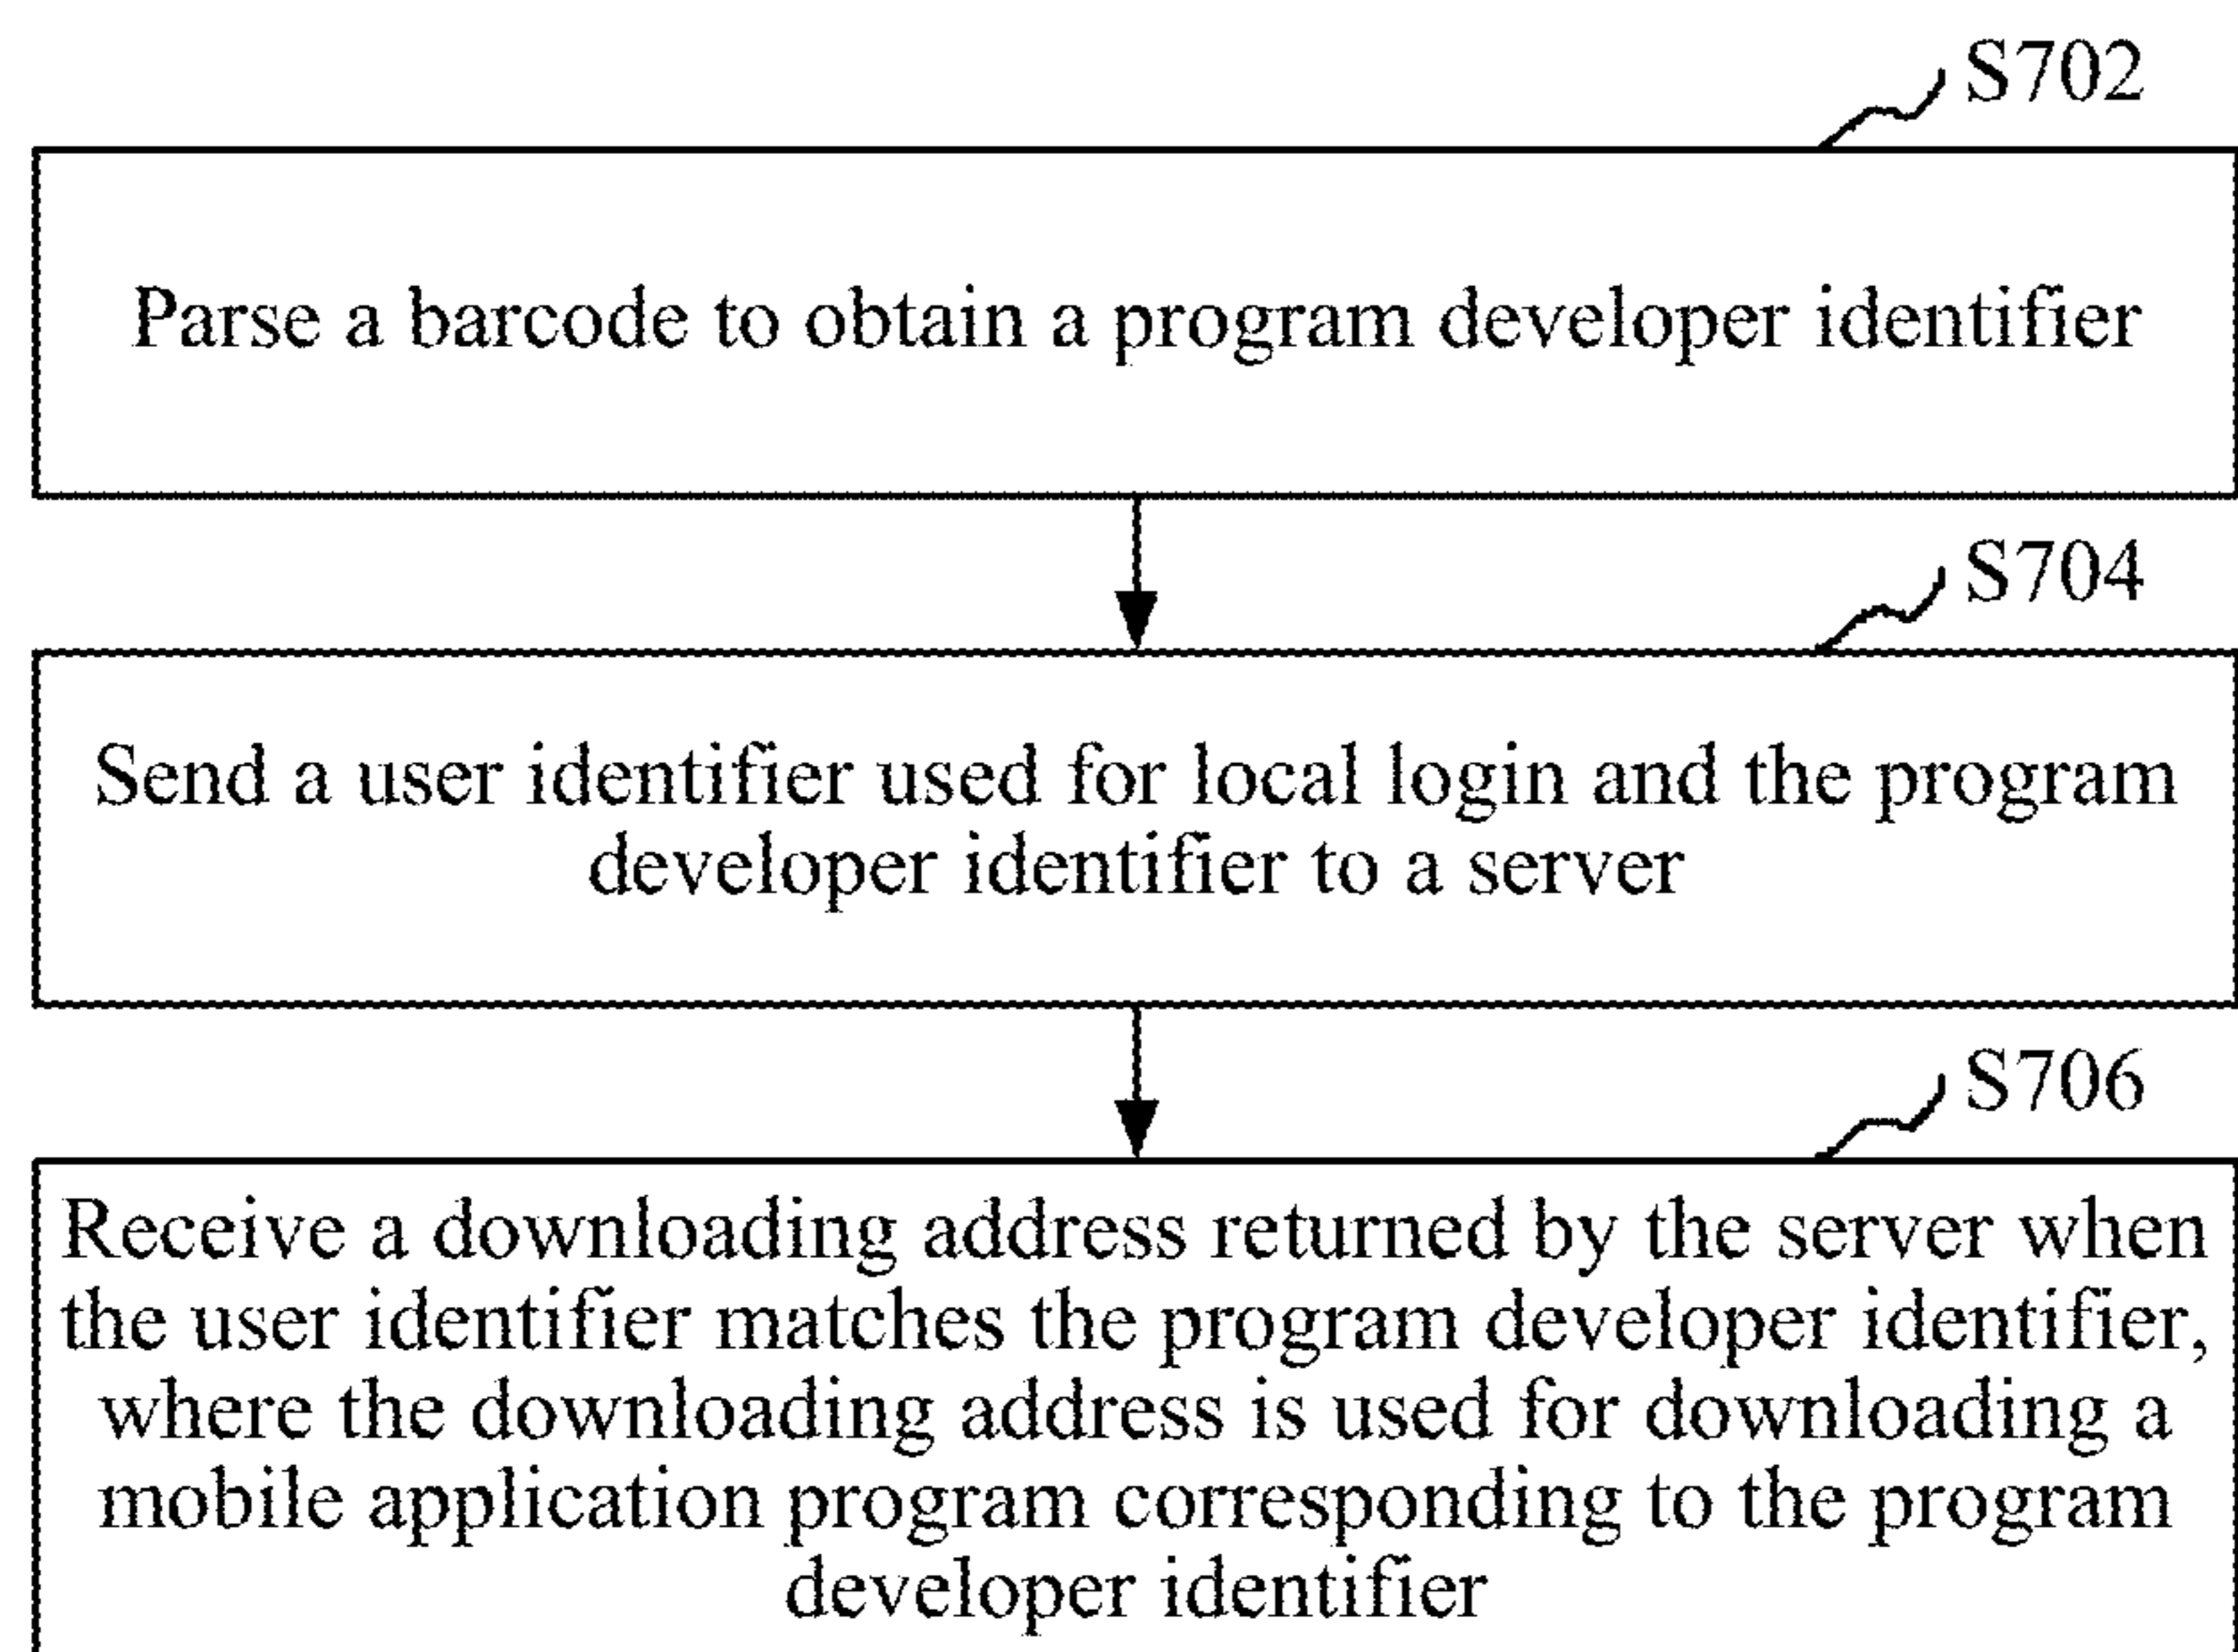 S702
Parse a barcode to obtain a program developer identifier
S704
Send a user identifier used for local login and the program
developer identifier to a server
S706
Receive a downloading address returned by the server when
the user identifier matches the program developer identifier,
where the downloading address is used for downloading a
mobile application program corresponding to the program
developer identifier